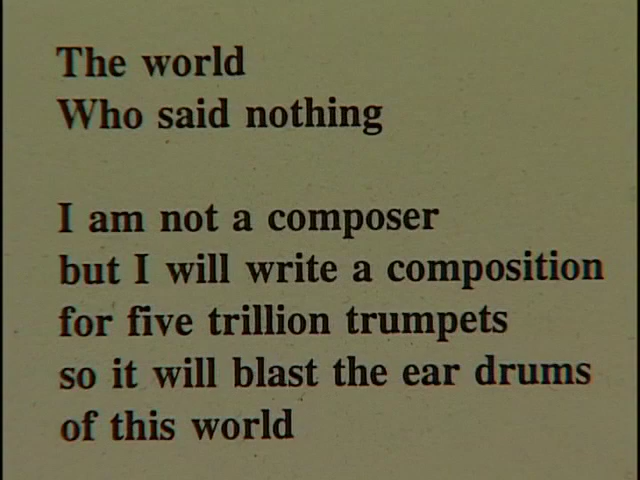 The world
Who said nothing
I am not a composer
but I will write a composition
for five trillion trumpets
so it will blast the ear drums
of this world